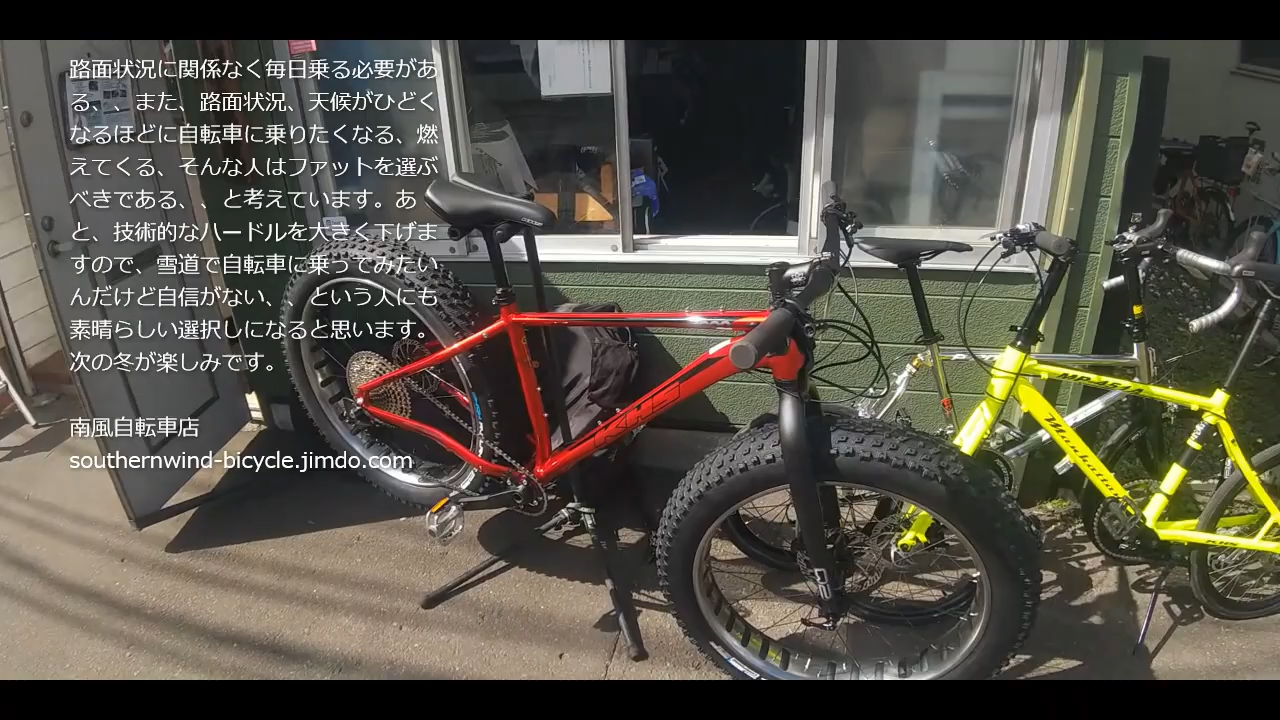 路面状況に関係なく毎日乗る必要があ
る、、また、路面状況、天候がひどく
なるほどに自転車に乗りたくなる、燃
えてくる、そんな人はファットを選ぶ
べきである、、と考えています。あ
と、技術的なハードルを大きく下げま
すので、雪道で自転車に乗ってみたい
んだけど自信がない、、という人にも
素晴らしい選択しになると思います。
次の冬が楽しみです。
南風自転車店
southernwind-bicycle.jimdo.com
KHS